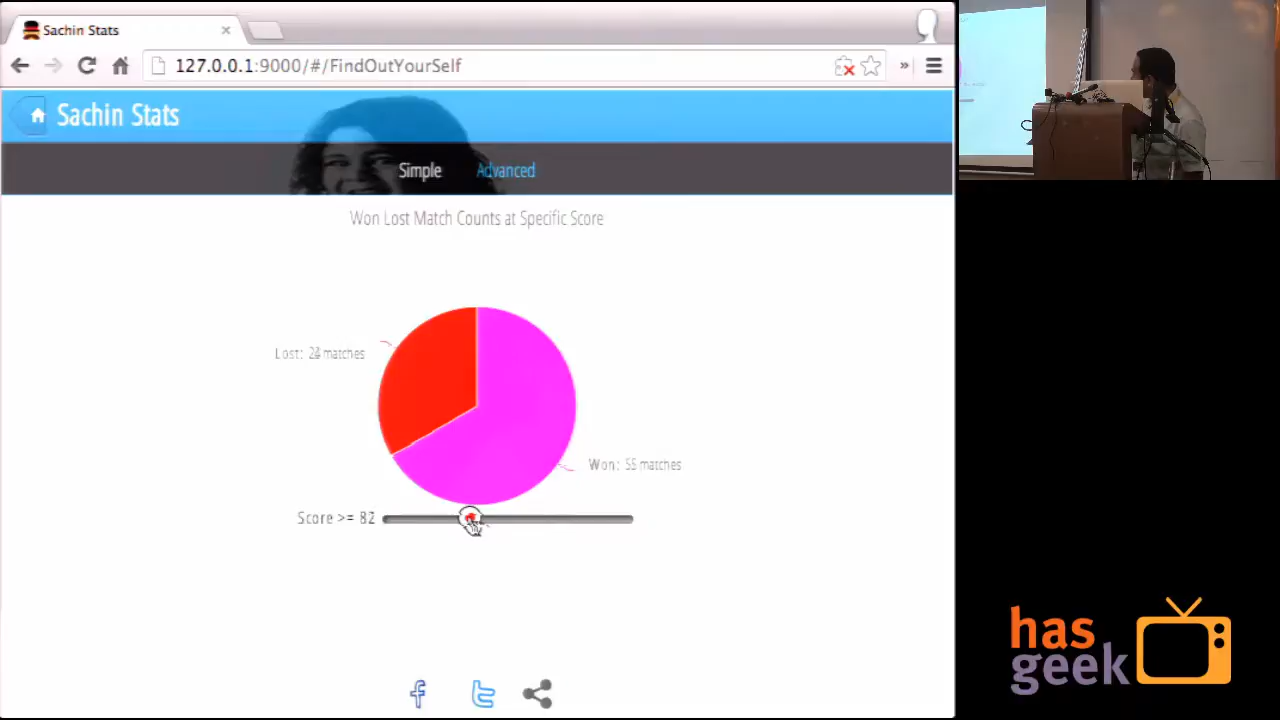 Sachin Stats
127.0.0.1:9000/#/FindOutYourSelf
Sachin Stats
Simple Advanced
Won Lost Match Counts at Specific Score
Lost: matches
Won: 55 matches
Score >= 82
has
geek